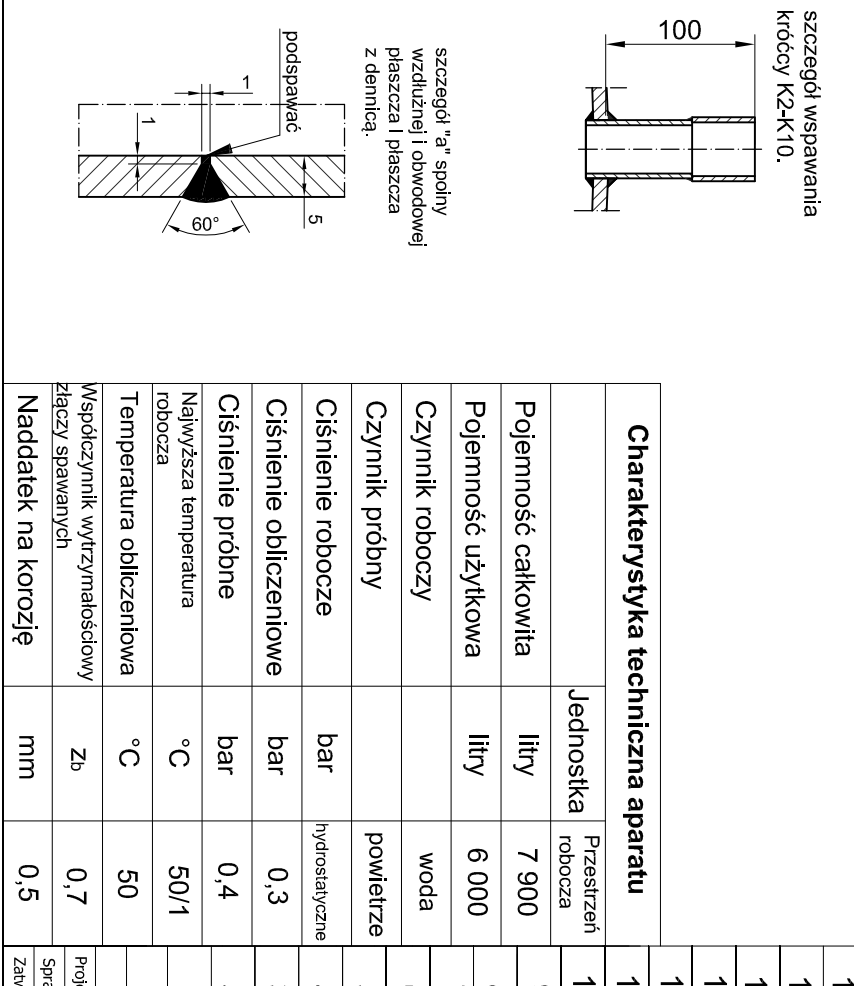 szczegół wspawania
króćcy K2-K10.
100
szczegół "a" spoiny
wzdłużnej i obwodowej
płaszcza I płaszcza
z dennicą.
podspawać
1
1
5
60°
Charakterystyka techniczna aparatu
Jednostka
Przestrzeń
robocza
Pojemność całkowita litry 7 900
Pojemność użytkowa litry 6 000
Czynnik roboczy woda
Czynnik próbny powietrze
Ciśnienie robocze bar hydrostatyczne
Ciśnienie obliczeniowe bar 0,3
Ciśnienie próbne bar 0,4
Najwyższa temperatura
robocza °C 50/1
Temperatura obliczeniowa °C 50
Współczynnik wytrzymałościowy
złączy spawanych zb 0,7
Naddatek na korozję mm 0,5